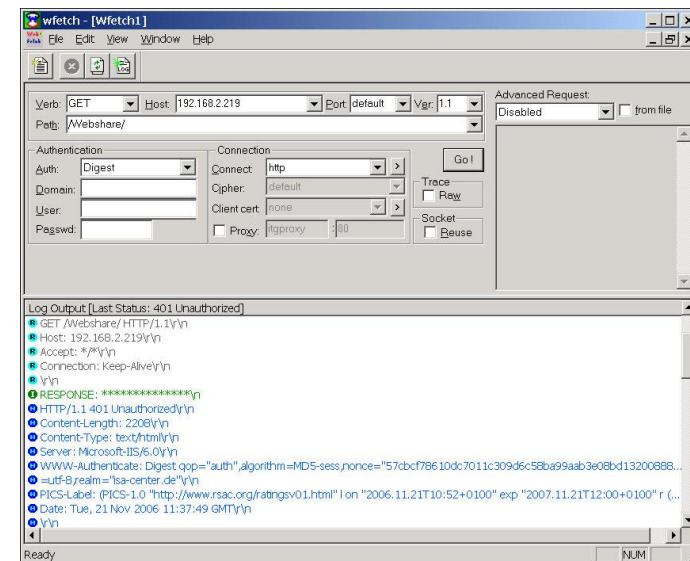 wfetch - [Wfetch1]
File Edit View Window Help
Verb: GET Host: 192.168.2.219 Port: default Ver: 1.1
Path: /Webshare/
Advanced Request:
Disabled from file
Authentication
Auth: Digest
Domain:
User:
Passwd:
Connection
Connect: http >
Cipher: default
Client cert: none >
Proxy: itgproxy :80
Go!
Trace
Raw
Socket
Reuse
Log Output [Last Status: 401 Unauthorized]
GET /Webshare/ HTTP/1.1\r\n
Host: 192.168.2.219\r\n
Accept: */*\r\n
Connection: Keep-Alive\r\n
\r\n
RESPONSE: **************\n
HTTP/1.1 401 Unauthorized\r\n
Content-Length: 2208\r\n
Content-Type: text/html\r\n
Server: Microsoft-IIS/6.0\r\n
WWW-Authenticate: Digest qop="auth",algorithm=MD5-sess,nonce="57cbcf78610dc7011c309d6c58ba99aab3e08bd13200888...
=utf-8,realm="isa-center.de"\r\n
PICS-Label: (PICS-1.0 "http://www.rsac.org/ratingsv01.html" l on "2006.11.21T10:52+0100" exp "2007.11.21T12:00+0100" r (...
Date: Tue, 21 Nov 2006 11:37:49 GMT\r\n
\r\n
Ready NUM